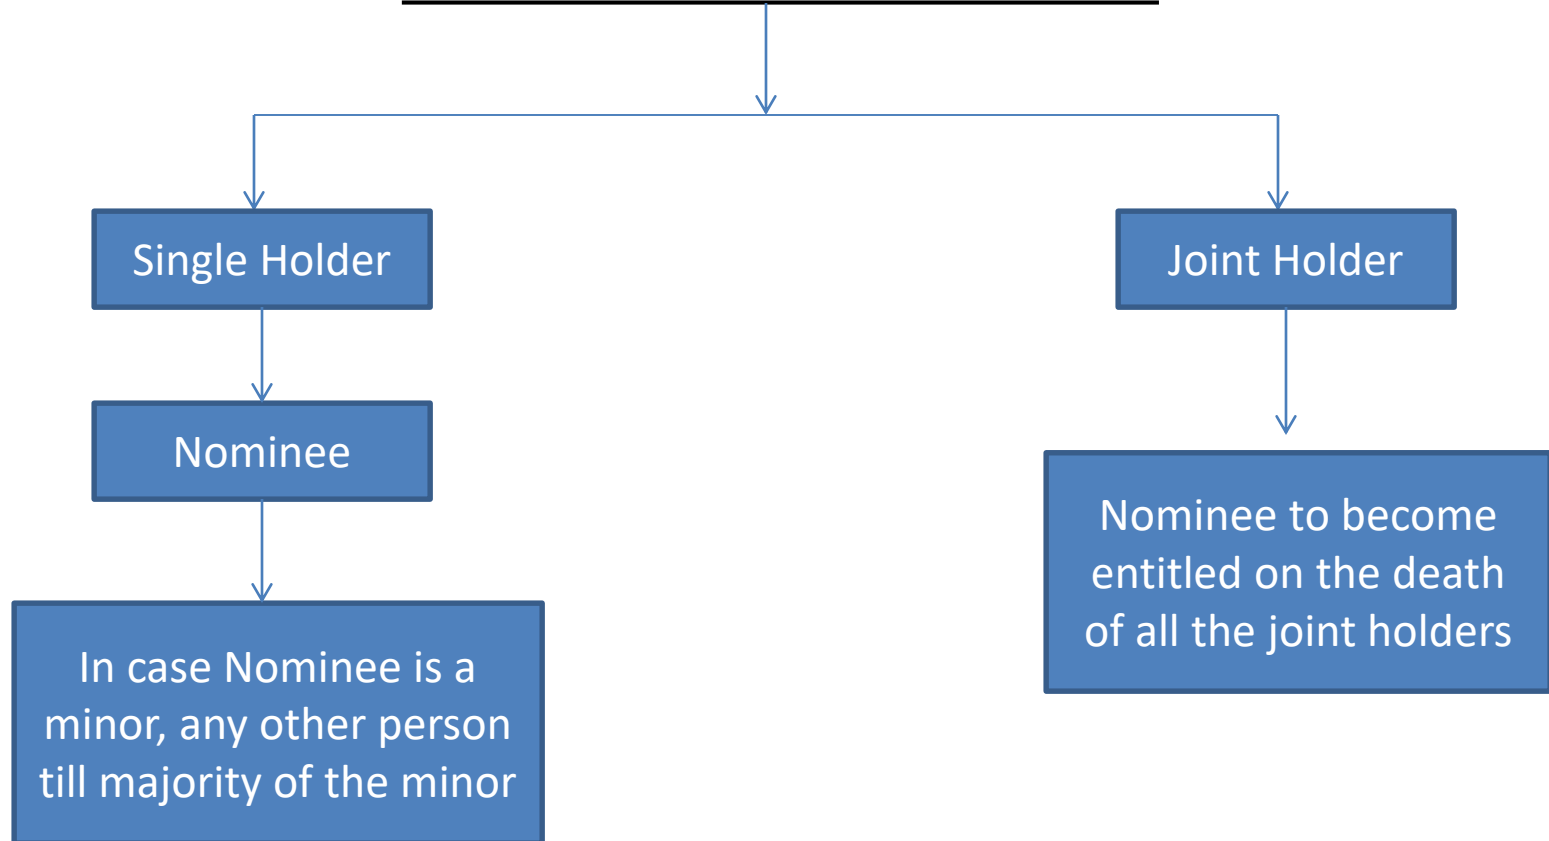 Single Holder
Joint Holder
Nominee
Nominee to become
entitled on the death
of all the joint holders
In case Nominee is a
minor, any other person
till majority of the minor